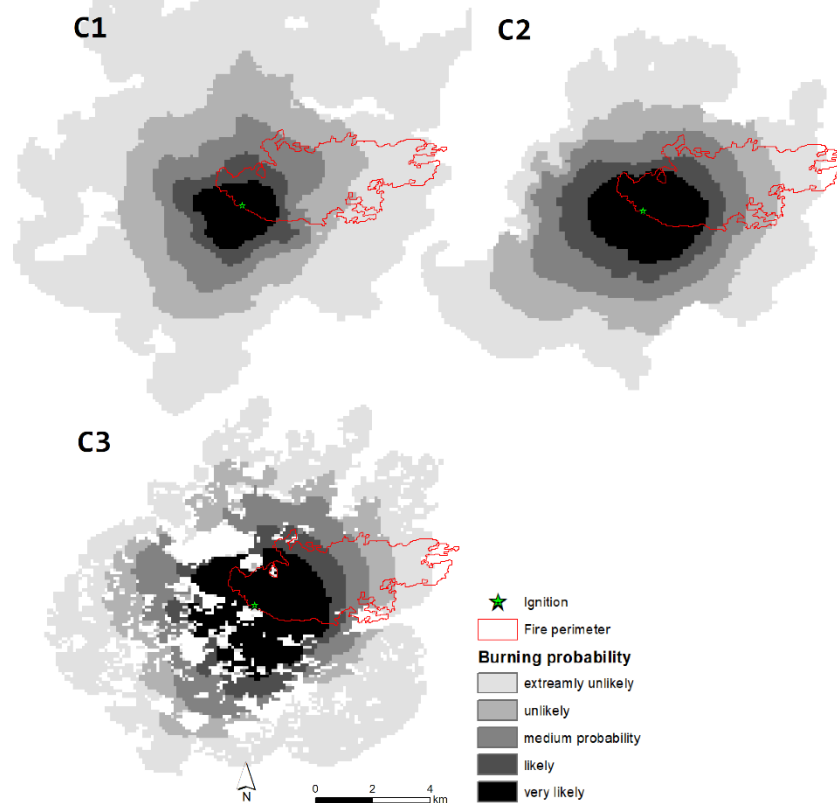 C1
C2
C3
Ignition
Fire perimeter
Burning probability
extreamly unlikely
unlikely
medium probability
likely
very likely
N
0 2 4
km